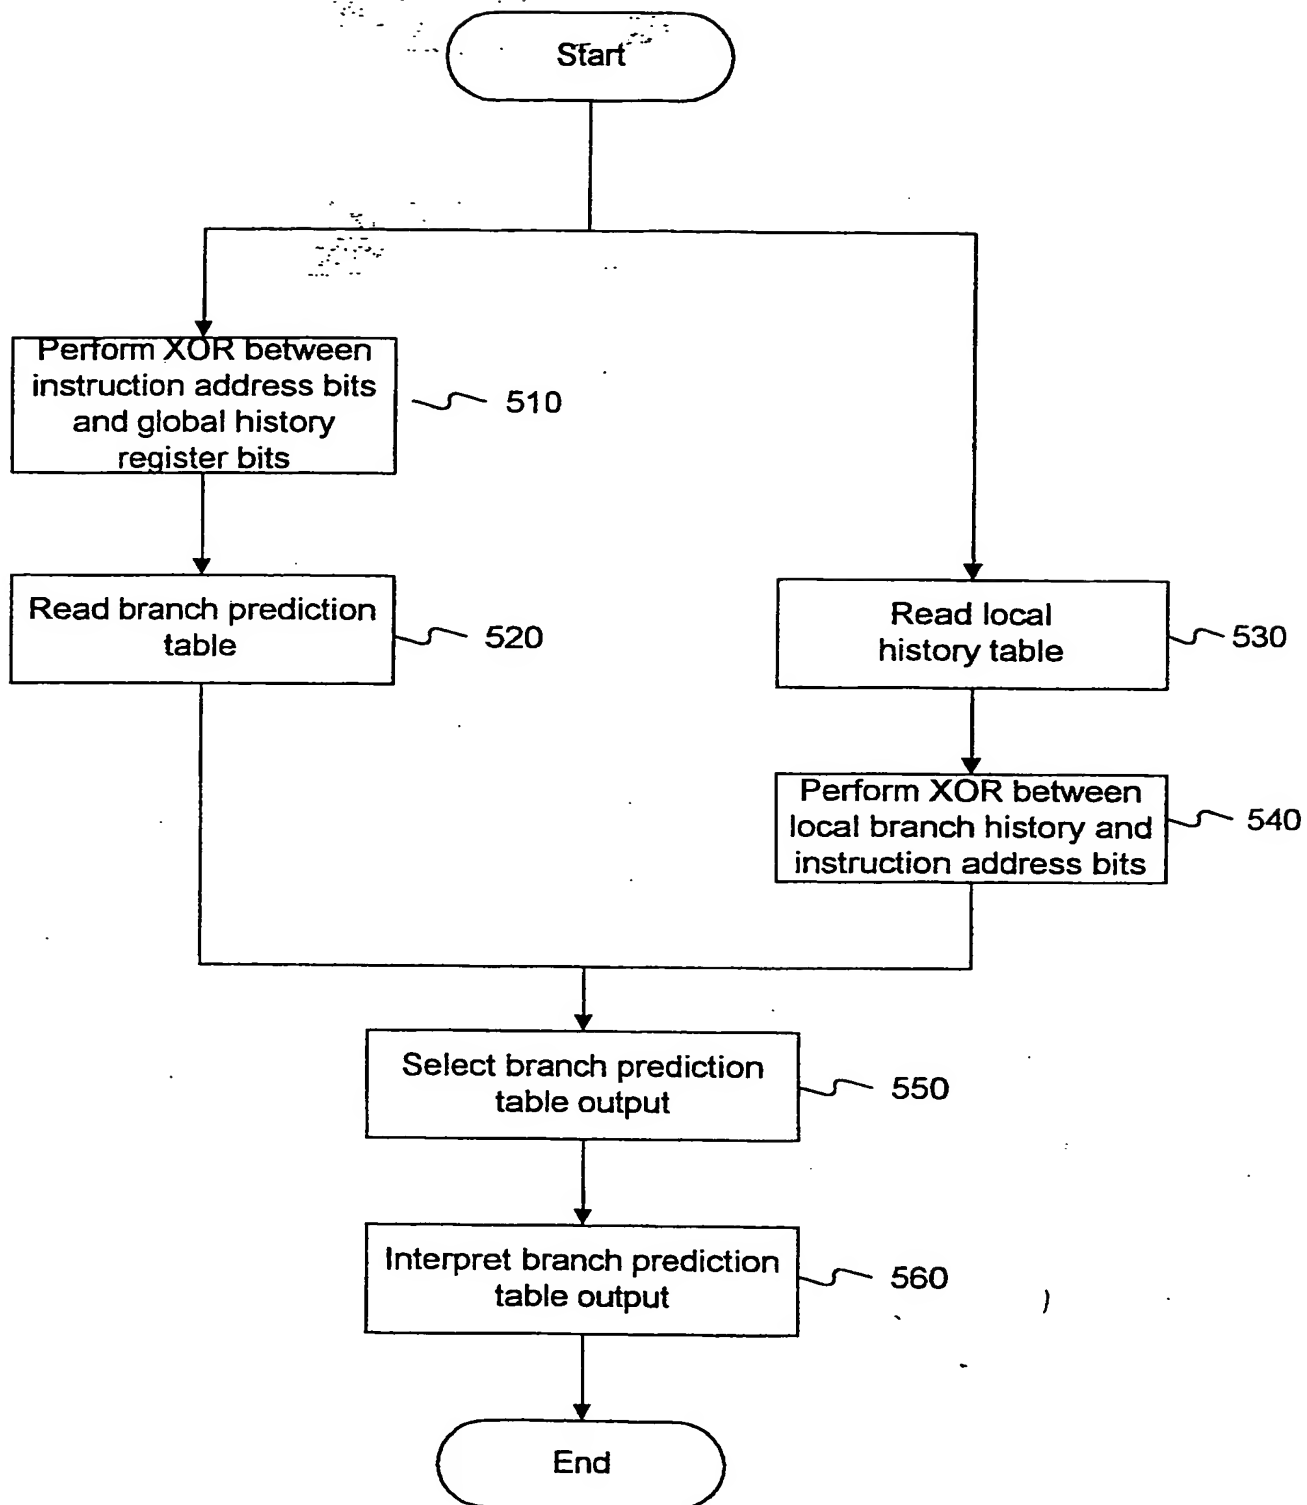 Start
Perform XOR between
instruction address bits
and global history
register bits
510
Read branch prediction
table
520
Read local
history table
530
Perform XOR between
local branch history and
instruction address bits
540
Select branch prediction
table output
550
Interpret branch prediction
table output
560
End